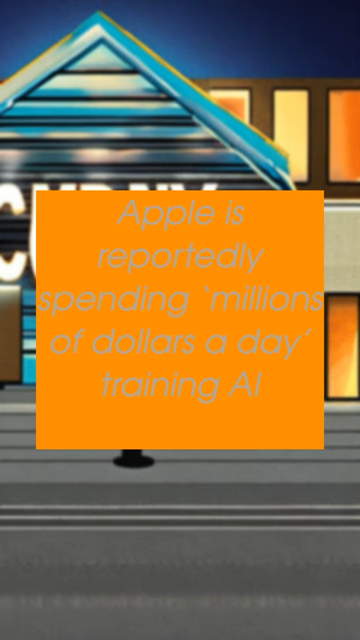 Apple is
reportedly
spending `millions
of dollars a day´
training AI